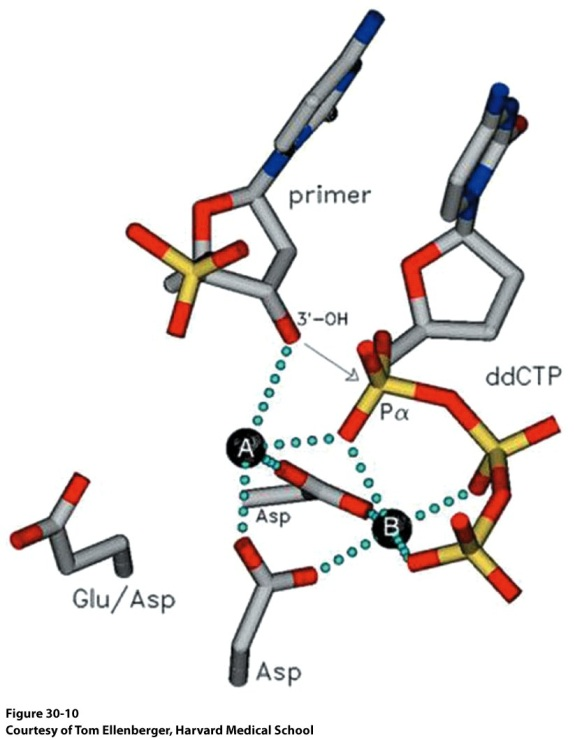 primer
3'-OH
ddCTP
Pα
A
Asp
B
Glu/Asp
Asp
Figure 30-10
Courtesy of Tom Ellenberger, Harvard Medical School